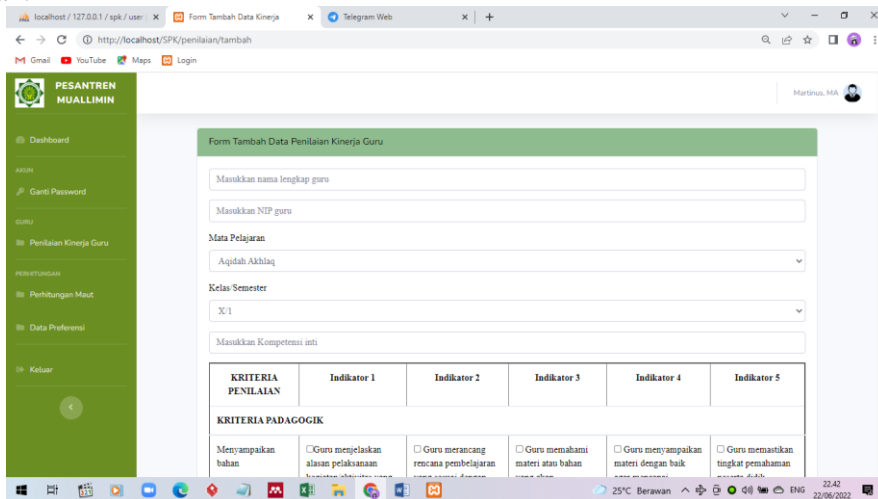 localhost / 127.0.0.1 / spk / user
Form Tambah Data Kinerja
Telegram Web
http://localhost/SPK/penilaian/tambah
Gmail
YouTube
Maps
Login
PESANTREN
MUALLIMIN
Martinus, MA
Dashboard
AKUN
Ganti Password
GURU
Penilaian Kinerja Guru
PERHITUNGAN
Perhitungan Maut
Data Preferensi
Keluar
Form Tambah Data Penilaian Kinerja Guru
Masukkan nama lengkap guru
Masukkan NIP guru
Mata Pelajaran
Aqidah Akhlaq
Kelas/Semester
X/1
Masukkan Kompetensi inti
KRITERIA
PENILAIAN
Indikator 1
Indikator 2
Indikator 3
Indikator 4
Indikator 5
KRITERIA PADAGOGIK
Menyampaikan
bahan
Guru menjelaskan
alasan pelaksanaan
Guru merancang
rencana pembelajaran
Guru memahami
materi atau bahan
Guru menyampaikan
materi dengan baik
Guru memastikan
tingkat pemahaman
25°C Berawan
ENG
22.42
22/06/2022